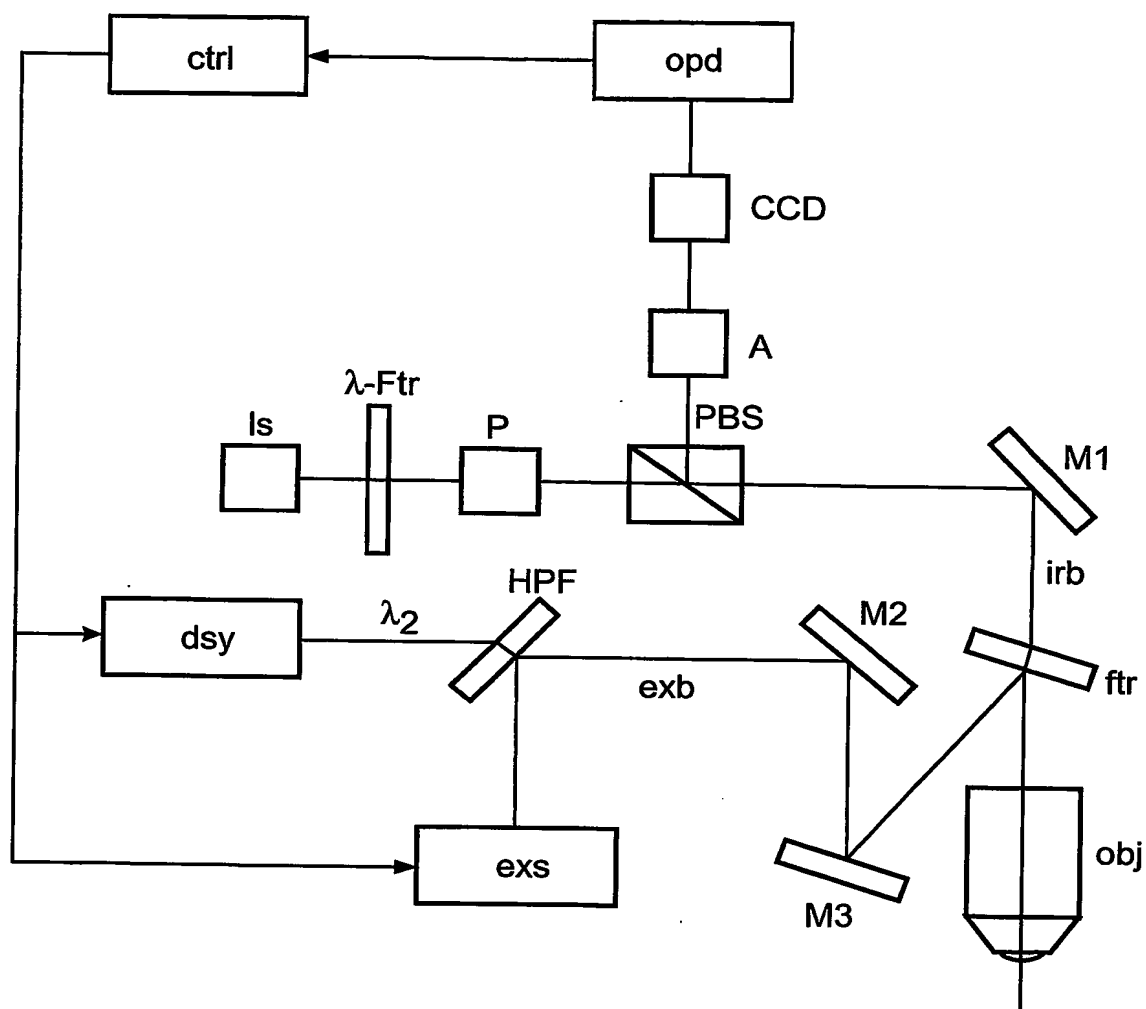 ctrl
opd
CCD
A
λ-Ftr
ls
P
PBS
M1
irb
HPF
dsy
λ2
M2
exb
ftr
exs
M3
obj